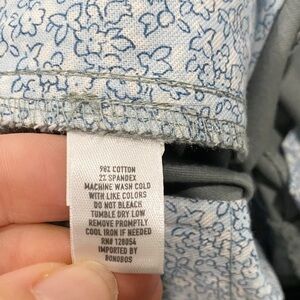 98% COTTON
2% SPANDEX
MACHINE WASH COLD
WITH LIKE COLORS
DO NOT BLEACH
TUMBLE DRY LOW
REMOVE PROMPTLY
COOL IRON IF NEEDED
RN# 128054
IMPORTED BY
BONOBOS